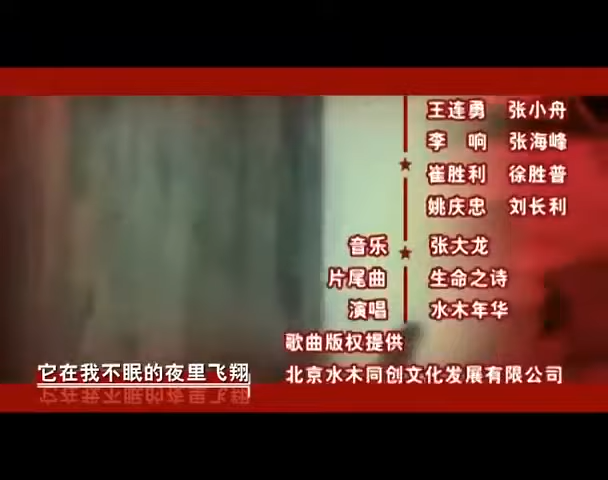 王连勇 张小舟
李 响 张海峰
崔胜利 徐胜普
姚庆忠 刘长利
音乐 张大龙
片尾曲 生命之诗
演唱 水木年华
歌曲版权提供
北京水木同创文化发展有限公司
它在我不眠的夜里飞翔